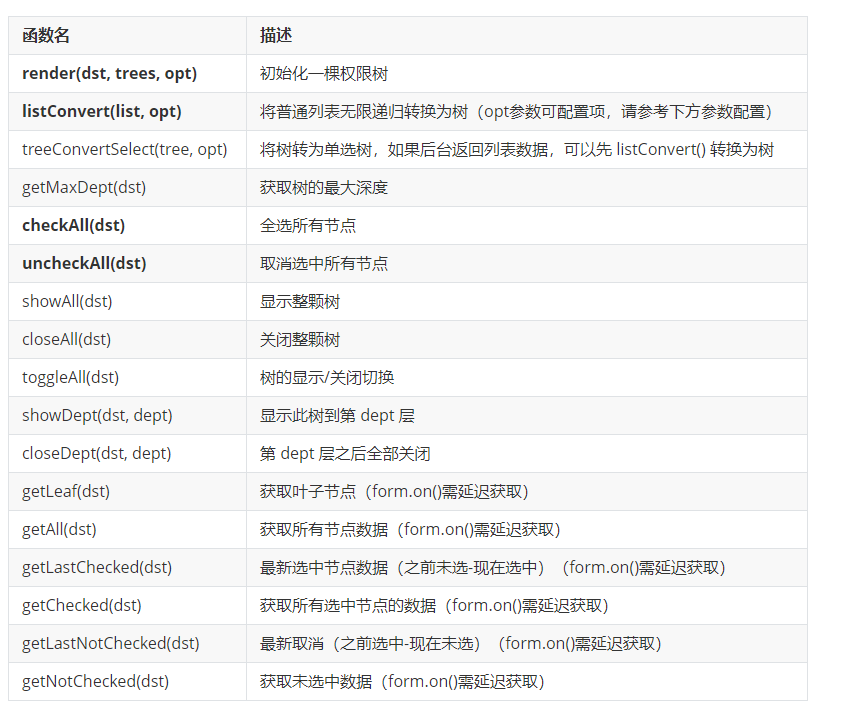 函数名 描述
render(dst, trees, opt) 初始化一棵权限树
listConvert(list, opt) 将普通列表无限递归转换为树（opt参数可配置项，请参考下方参数配置）
treeConvertSelect(tree, opt) 将树转为单选树，如果后台返回列表数据，可以先 listConvert() 转换为树
getMaxDept(dst) 获取树的最大深度
checkAll(dst) 全选所有节点
uncheckAll(dst) 取消选中所有节点
showAll(dst) 显示整颗树
closeAll(dst) 关闭整颗树
toggleAll(dst) 树的显示/关闭切换
showDept(dst, dept) 显示此树到第 dept 层
closeDept(dst, dept) 第 dept 层之后全部关闭
getLeaf(dst) 获取叶子节点（form.on()需延迟获取）
getAll(dst) 获取所有节点数据（form.on()需延迟获取）
getLastChecked(dst) 最新选中节点数据（之前未选-现在选中）（form.on()需延迟获取）
getChecked(dst) 获取所有选中节点的数据（form.on()需延迟获取）
getLastNotChecked(dst) 最新取消（之前选中-现在未选）（form.on()需延迟获取）
getNotChecked(dst) 获取未选中数据（form.on()需延迟获取）